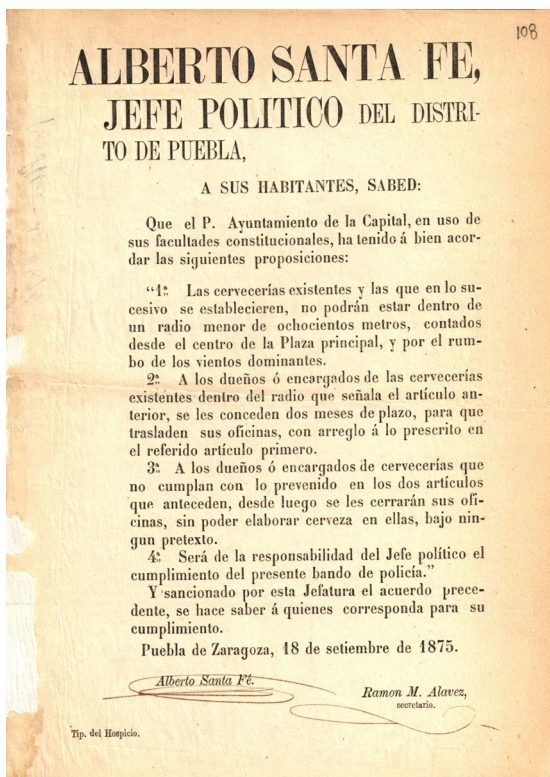 108
ALBERTO SANTA FE,
JEFE POLITICO DEL DISTRI-
TO DE PUEBLA,
A SUS HABITANTES, SABED:
Que el P. Ayuntamiento de la Capital, en uso de
sus facultades constitucionales, ha tenido á bien acor-
dar las siguientes proposiciones:
"1ª Las cervecerías existentes y las que en lo su-
cesivo se establecieren, no podrán estar dentro de
un radio menor de ochocientos metros, contados
desde el centro de la Plaza principal, y por el rum-
bo de los vientos dominantes.
2ª A los dueños ó encargados de las cervecerías
existentes dentro del radio que señala el artículo an-
terior, se les conceden dos meses de plazo, para que
trasladen sus oficinas, con arreglo á lo prescrito en
el referido artículo primero.
3ª A los dueños ó encargados de cervecerías que
no cumplan con lo prevenido en los dos artículos
que anteceden, desde luego se les cerrarán sus ofi-
cinas, sin poder elaborar cerveza en ellas, bajo nin-
gun pretexto.
4ª Será de la responsabilidad del Jefe político el
cumplimiento del presente bando de policía."
Y sancionado por esta Jefatura el acuerdo prece-
dente, se hace saber á quienes corresponda para su
cumplimiento.
Puebla de Zaragoza, 18 de setiembre de 1875.
Alberto Santa Fé.
Ramon M. Alavez,
secretario.
Tip. del Hospicio.